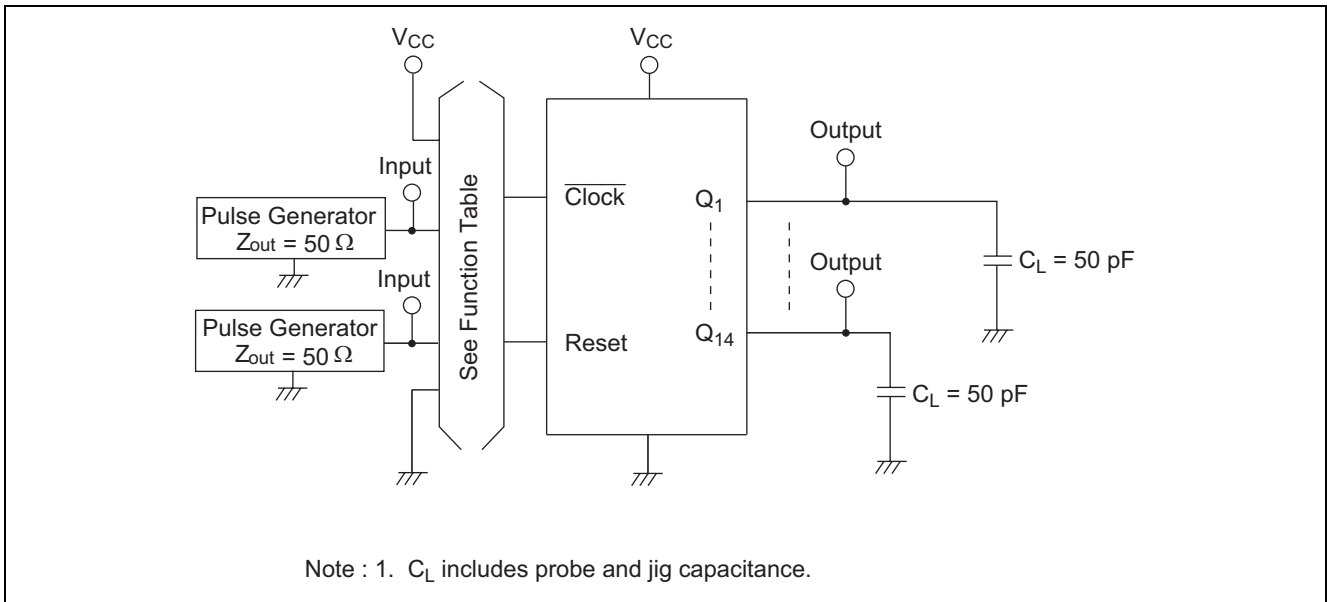 VCC
VCC
Output
Input
Clock
Q1
Pulse Generator
Zout = 50 Ω
See Function Table
Input
Output
CL = 50 pF
Pulse Generator
Zout = 50 Ω
Reset
Q14
CL = 50 pF
Note : 1. CL includes probe and jig capacitance.